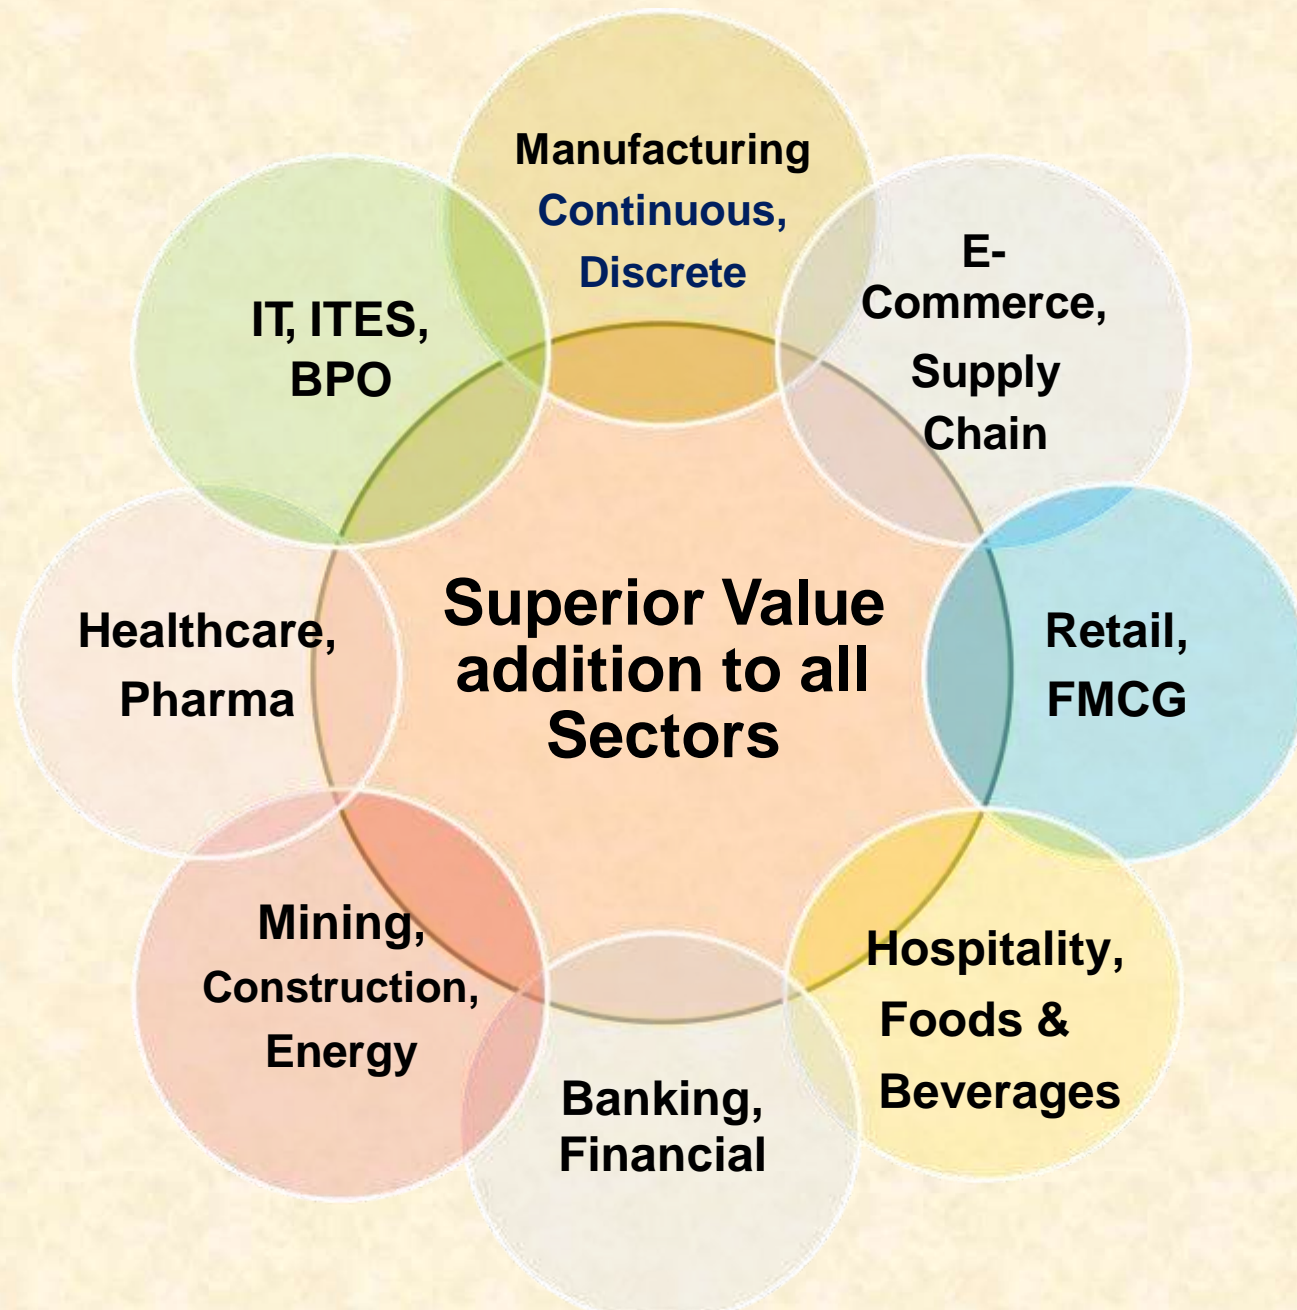 Manufacturing
Continuous,
Discrete
E-
Commerce,
Supply
Chain
IT, ITES,
BPO
Superior Value
addition to all
Sectors
Retail,
FMCG
Healthcare,
Pharma
Mining,
Construction,
Energy
Hospitality,
Foods &
Beverages
Banking,
Financial